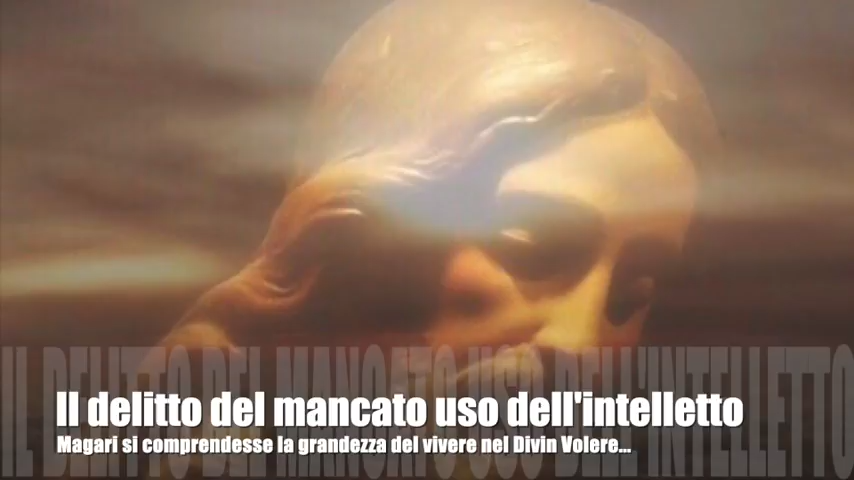 IL DELITTO DEL MANCATO USO DELL'INTELLETTO
Il delitto del mancato uso dell'intelletto
Magari si comprendesse la grandezza del vivere nel Divin Volere...